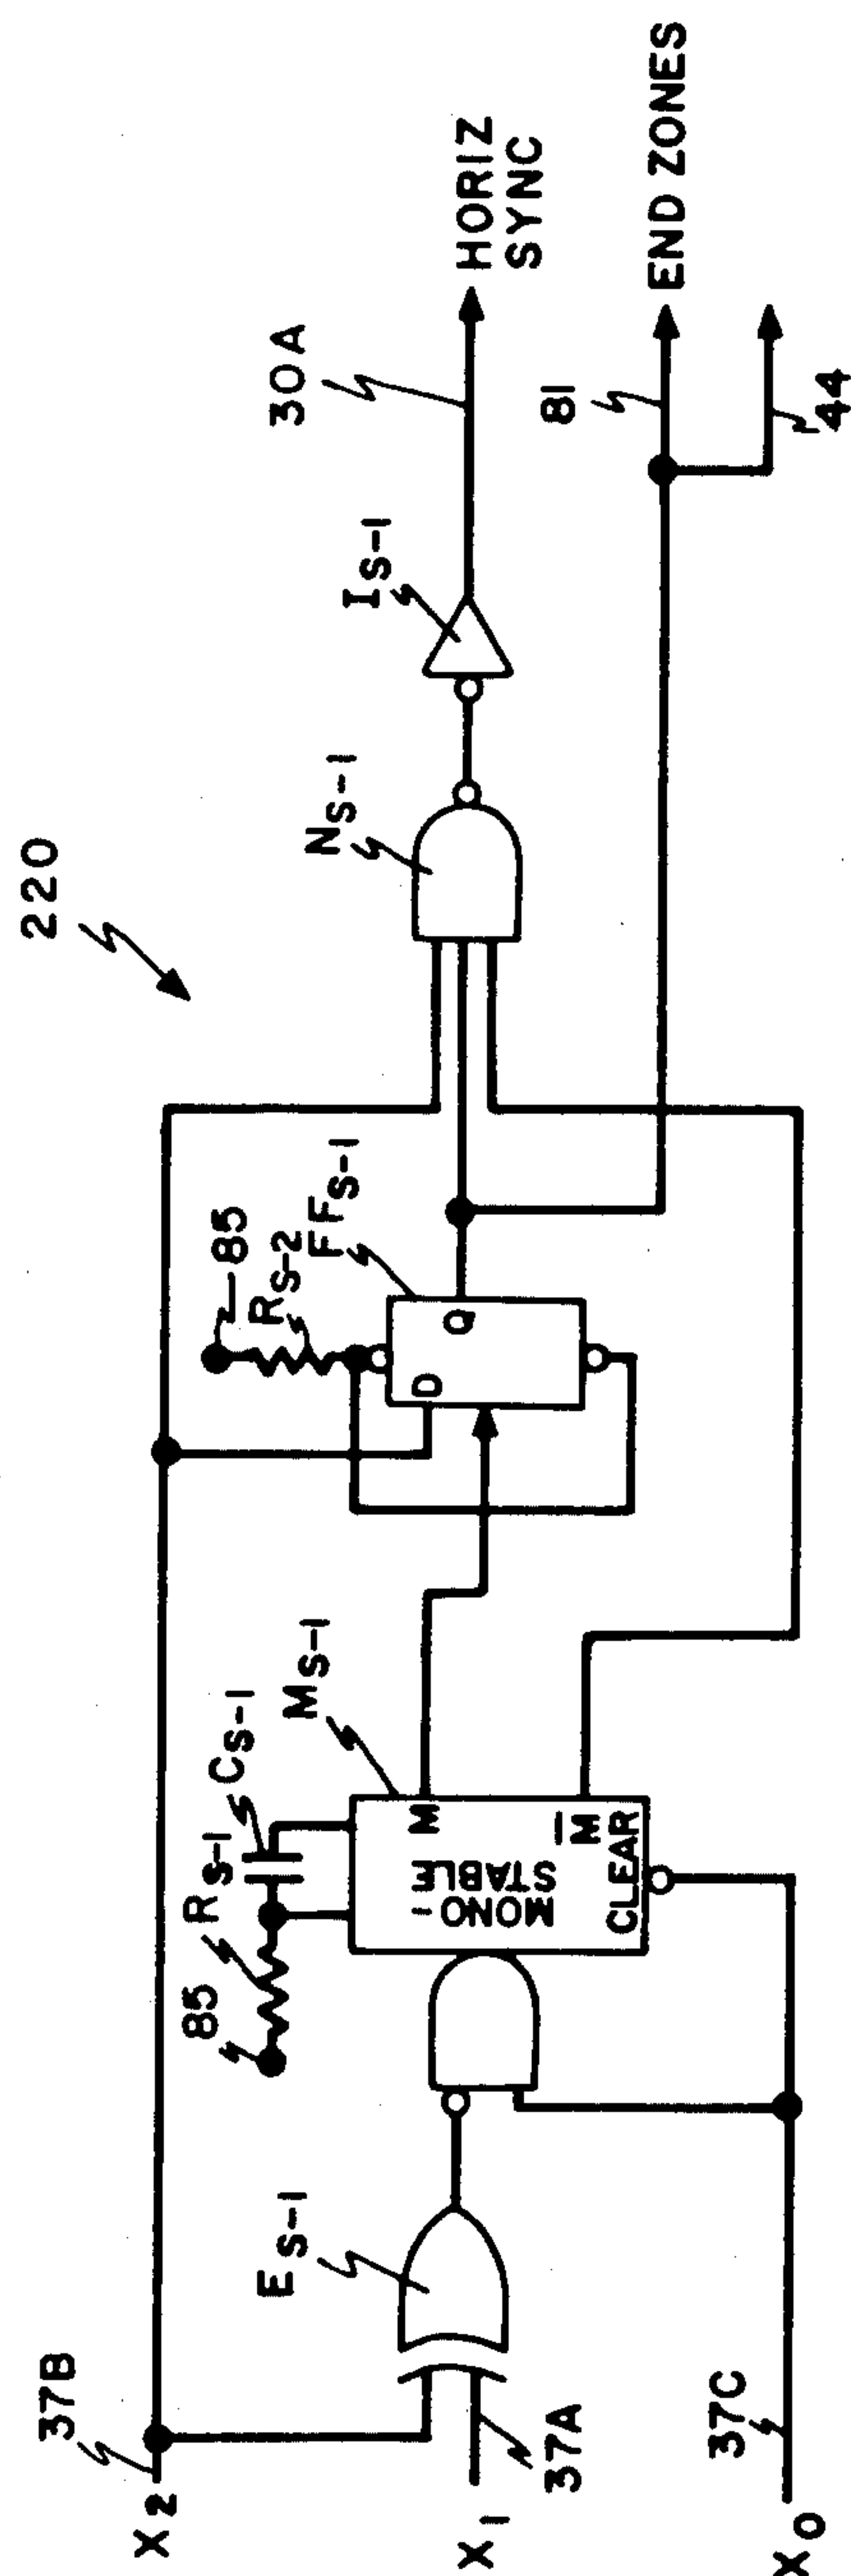 220
37B
X2
85
RS-1
CS-1
MS-1
85
RS-2
FFS-1
NS-1
IS-1
30A
HORIZ
SYNC
ES-1
X1
37A
MONO-
STABLE
M
M̅
CLEAR
D
Q
81
END ZONES
44
37C
X0